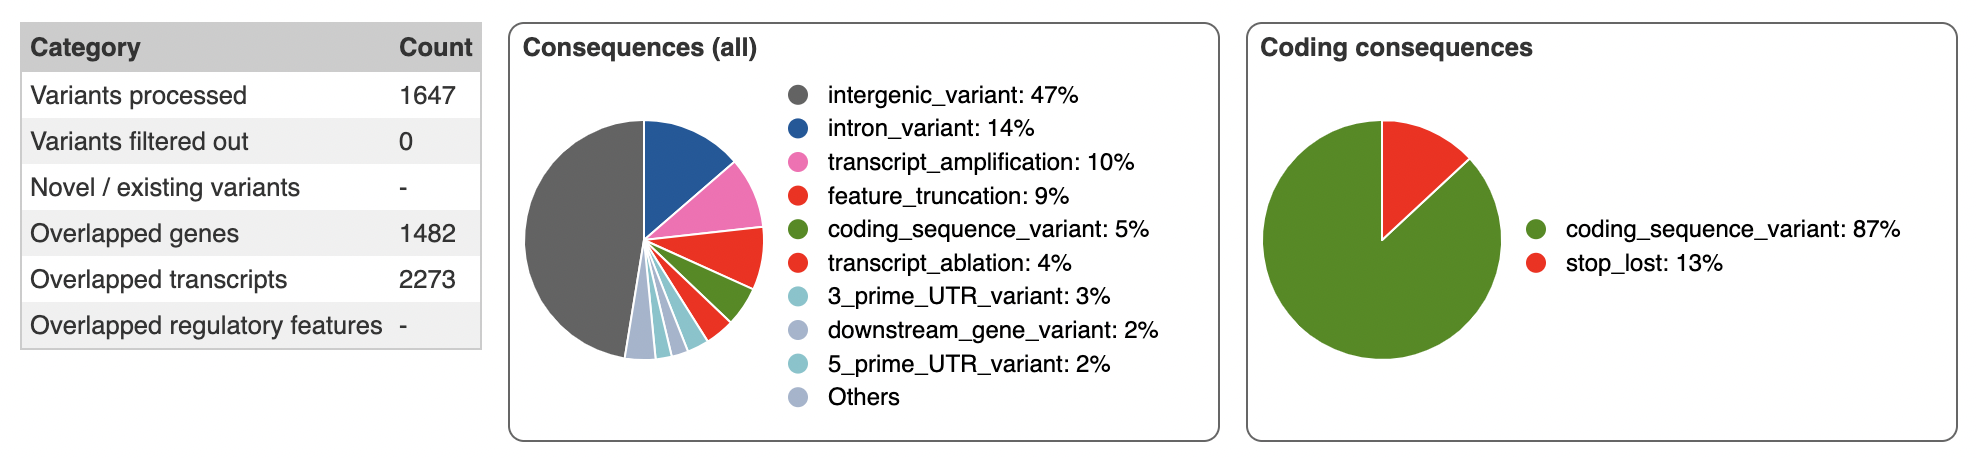 Category Count
Variants processed 1647
Variants filtered out 0
Novel / existing variants -
Overlapped genes 1482
Overlapped transcripts 2273
Overlapped regulatory features -
Consequences (all)
intergenic_variant: 47%
intron_variant: 14%
transcript_amplification: 10%
feature_truncation: 9%
coding_sequence_variant: 5%
transcript_ablation: 4%
3_prime_UTR_variant: 3%
downstream_gene_variant: 2%
5_prime_UTR_variant: 2%
Others
Coding consequences
coding_sequence_variant: 87%
stop_lost: 13%